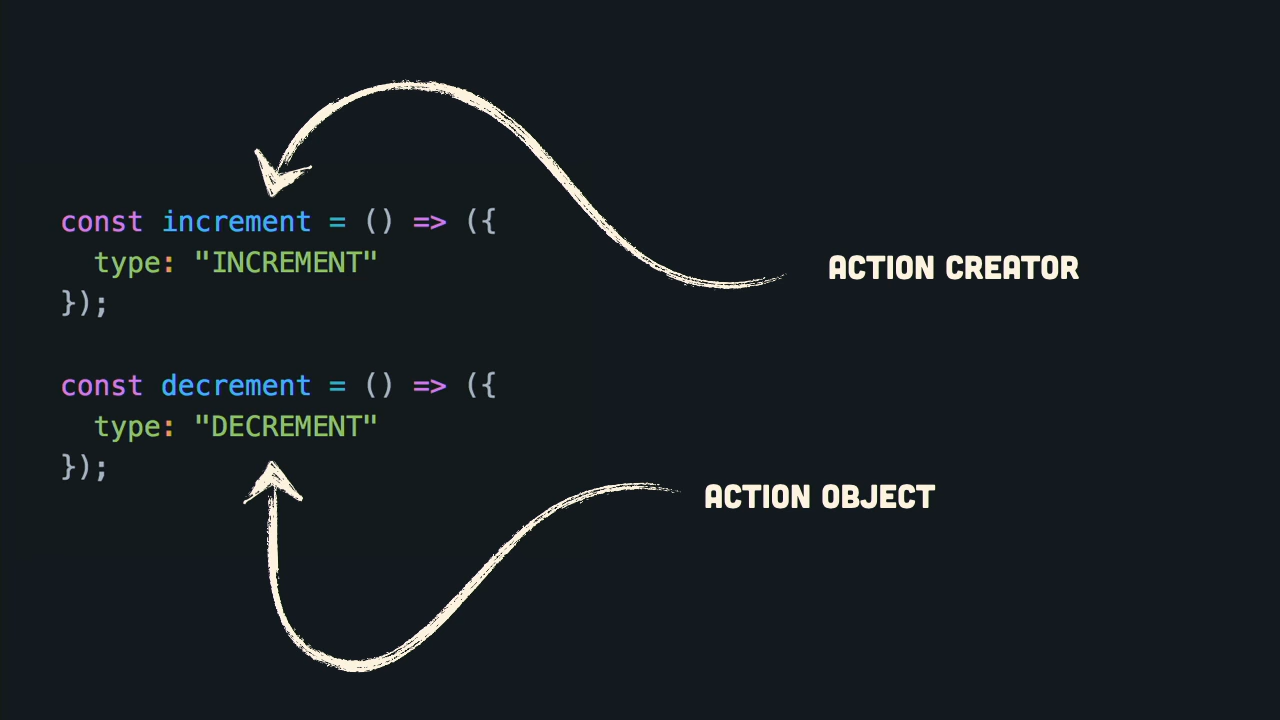 const increment = () => ({
  type: "INCREMENT"
});
ACTION CREATOR
const decrement = () => ({
  type: "DECREMENT"
});
ACTION OBJECT